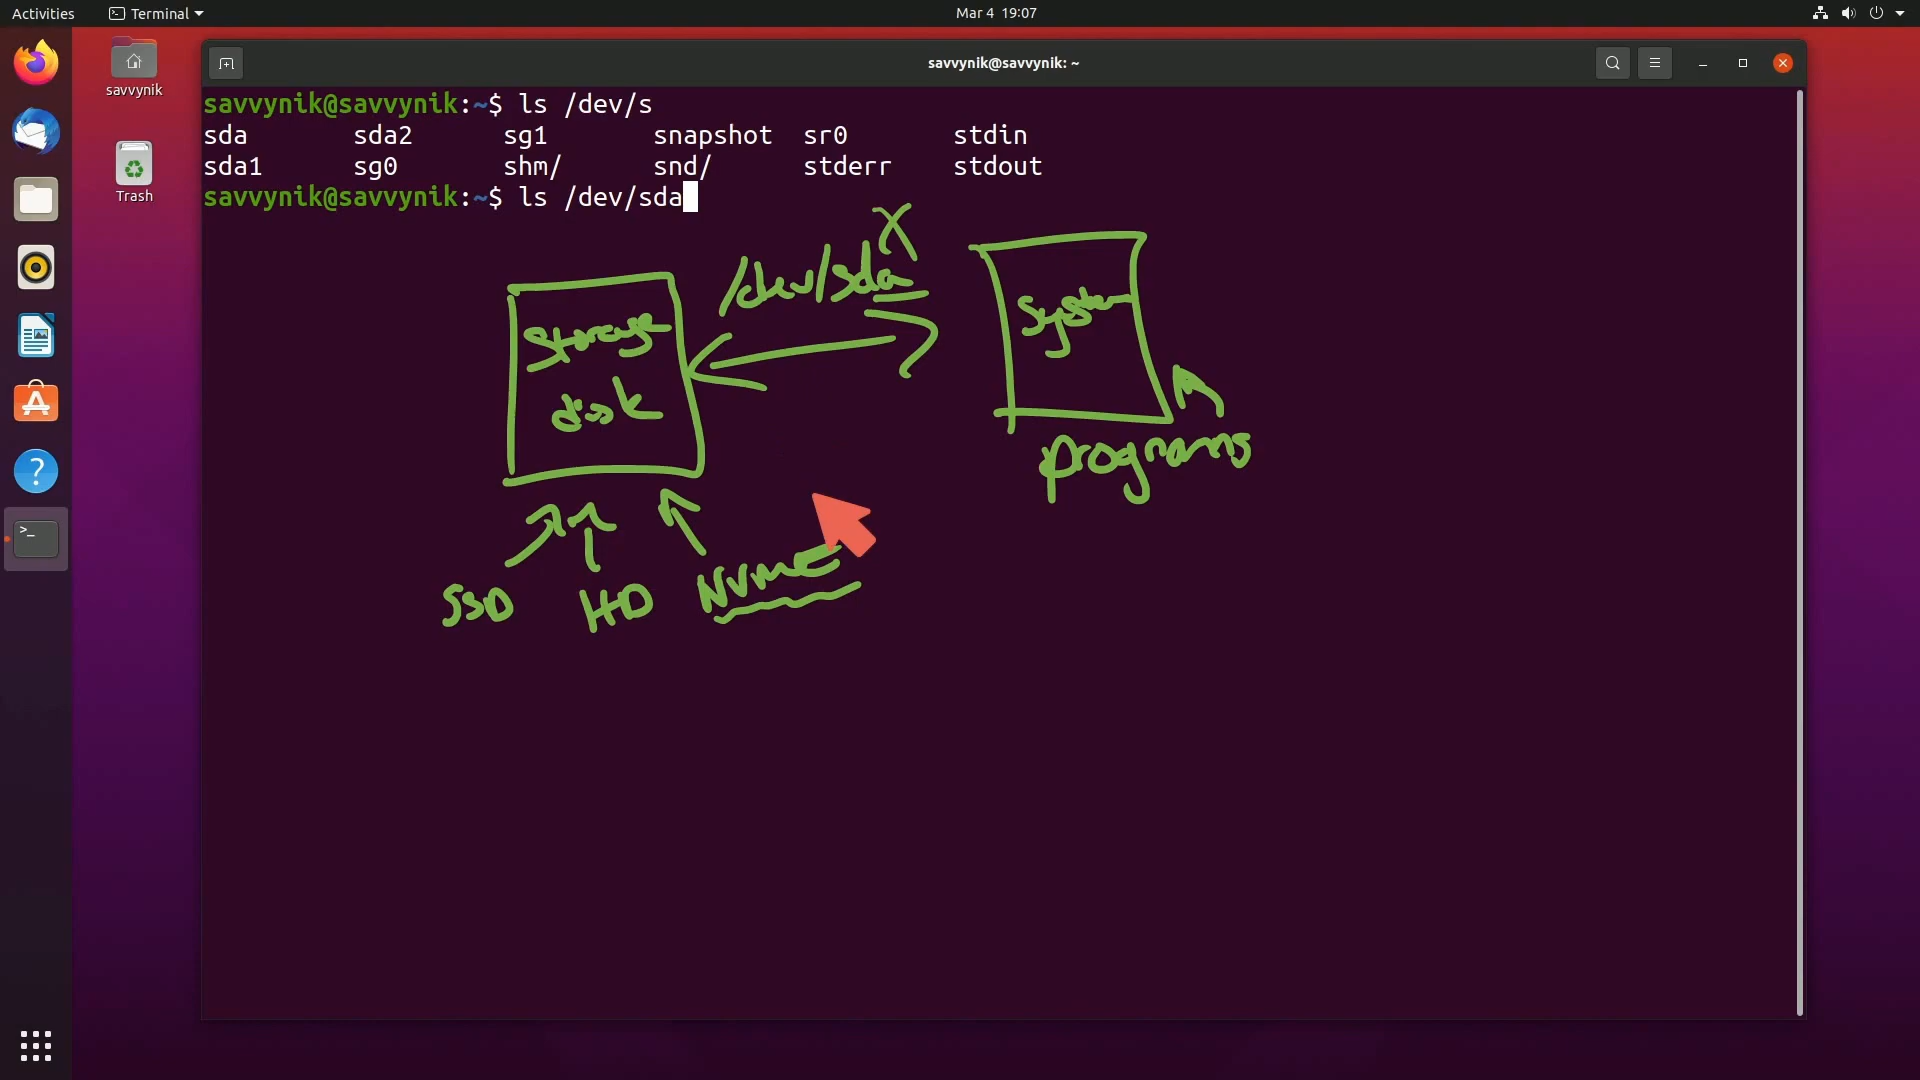 Activities Terminal Mar 4 19:07
savvynik@savvynik: ~
savvynik
Trash
savvynik@savvynik:~$ ls /dev/s
sda sda2 sg1 snapshot sr0 stdin
sda1 sg0 shm/ snd/ stderr stdout
savvynik@savvynik:~$ ls /dev/sda
X
/dev/sda
Storage
disk
System
programs
SSD HD NVME